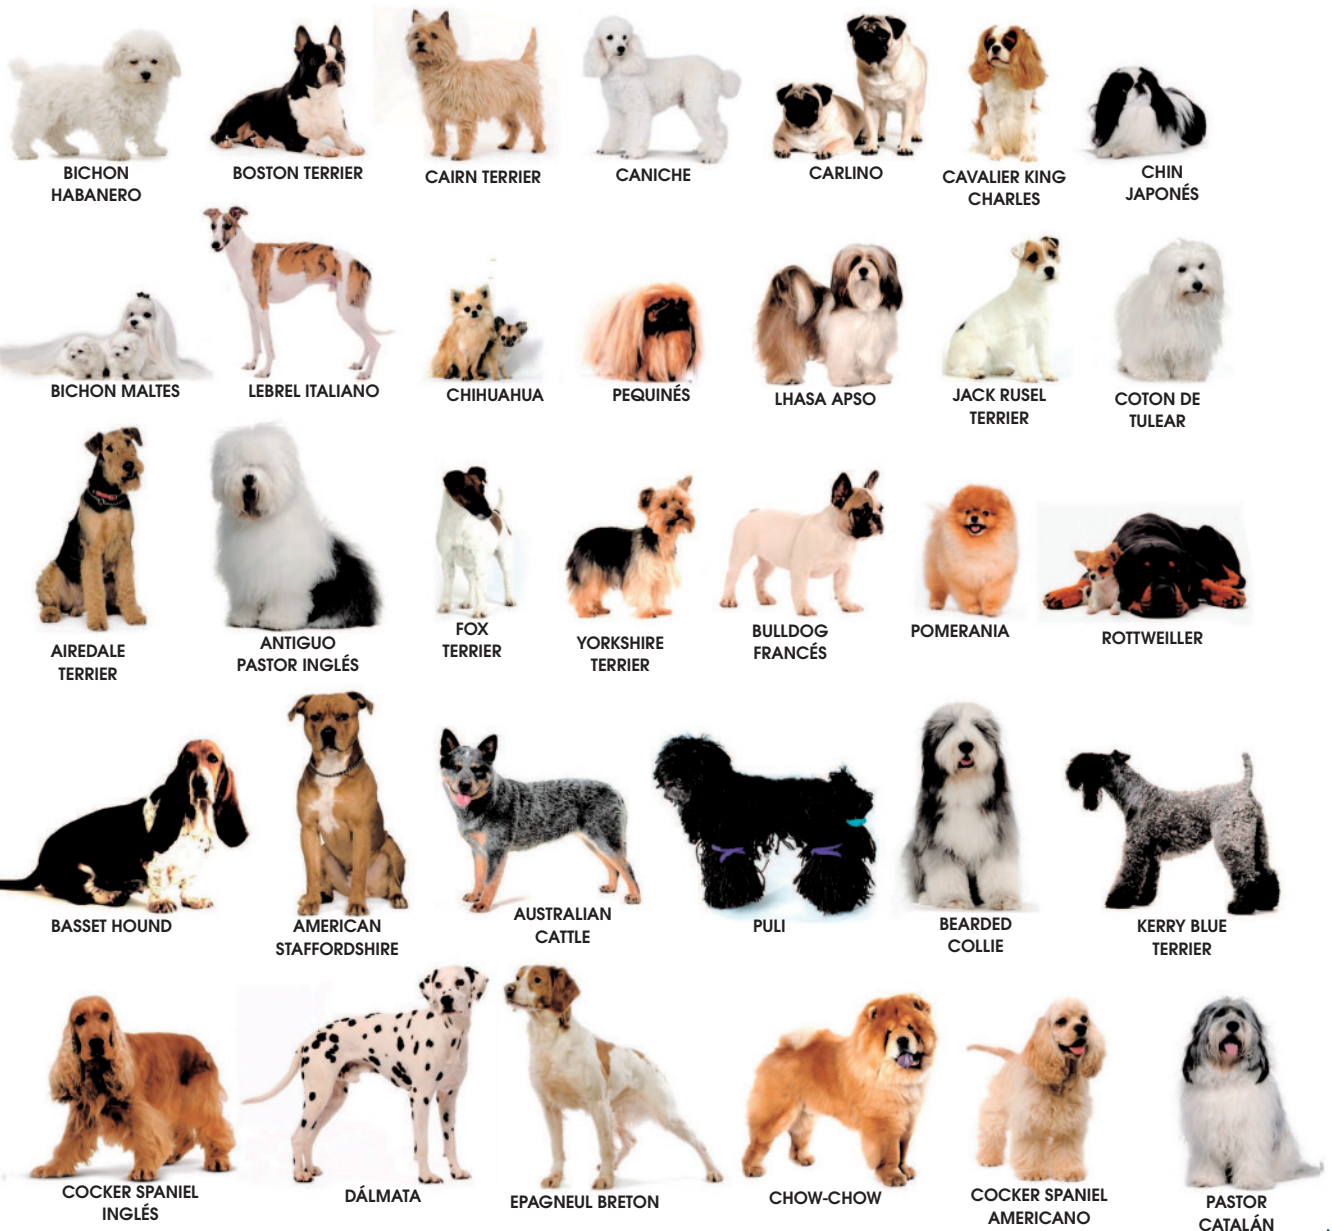 BICHON
HABANERO
BOSTON TERRIER
CAIRN TERRIER
CANICHE
CARLINO
CAVALIER KING
CHARLES
CHIN
JAPONÉS
BICHON MALTES
LEBREL ITALIANO
CHIHUAHUA
PEQUINÉS
LHASA APSO
JACK RUSEL
TERRIER
COTON DE
TULEAR
AIREDALE
TERRIER
ANTIGUO
PASTOR INGLÉS
FOX
TERRIER
YORKSHIRE
TERRIER
BULLDOG
FRANCÉS
POMERANIA
ROTTWEILLER
BASSET HOUND
AMERICAN
STAFFORDSHIRE
AUSTRALIAN
CATTLE
PULI
BEARDED
COLLIE
KERRY BLUE
TERRIER
COCKER SPANIEL
INGLÉS
DÁLMATA
EPAGNEUL BRETON
CHOW-CHOW
COCKER SPANIEL
AMERICANO
PASTOR
CATALÁN